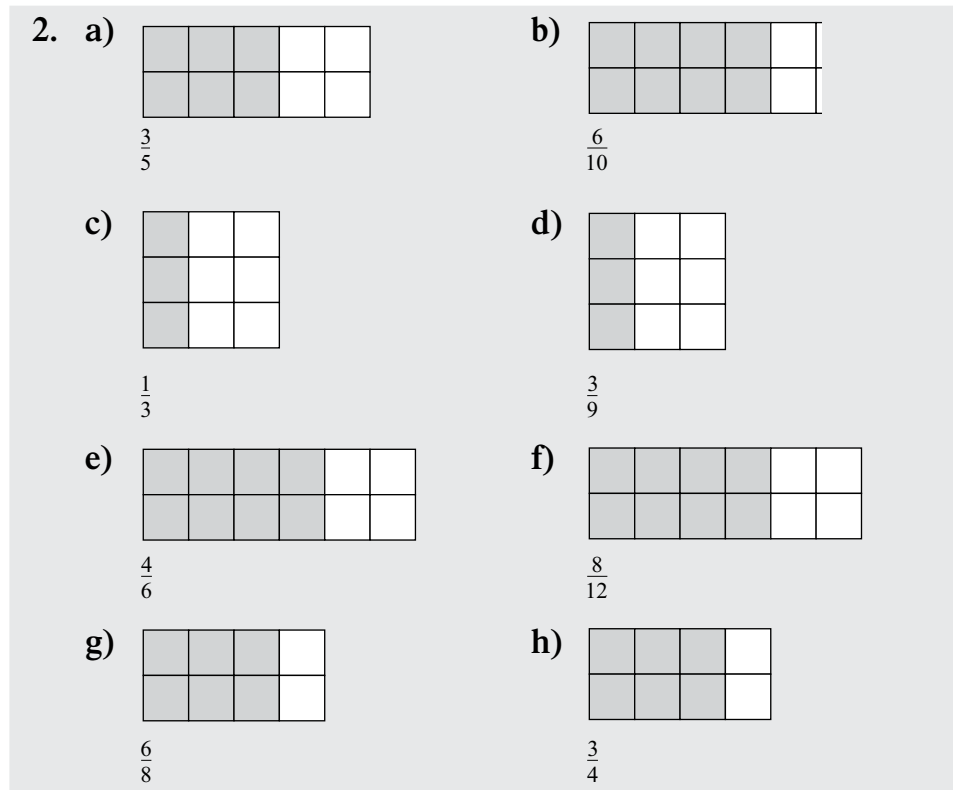 2. a) b)
3/5 6/10
c) d)
1/3 3/9
e) f)
4/6 8/12
g) h)
6/8 3/4